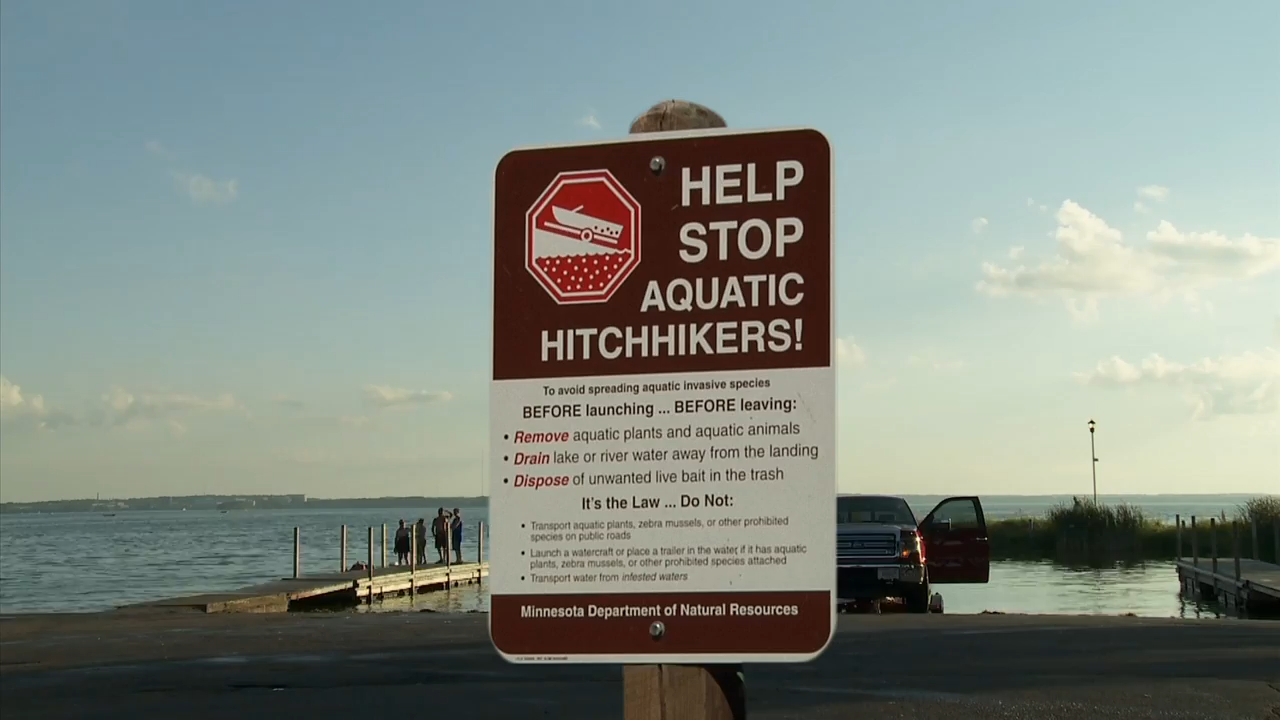 HELP
STOP
AQUATIC
HITCHHIKERS!
To avoid spreading aquatic invasive species
BEFORE launching ... BEFORE leaving:
• Remove aquatic plants and aquatic animals
• Drain lake or river water away from the landing
• Dispose of unwanted live bait in the trash
It's the Law ... Do Not:
• Transport aquatic plants, zebra mussels, or other prohibited
species on public roads
• Launch a watercraft or place a trailer in the water if it has aquatic
plants, zebra mussels, or other prohibited species attached
• Transport water from infested waters
Minnesota Department of Natural Resources